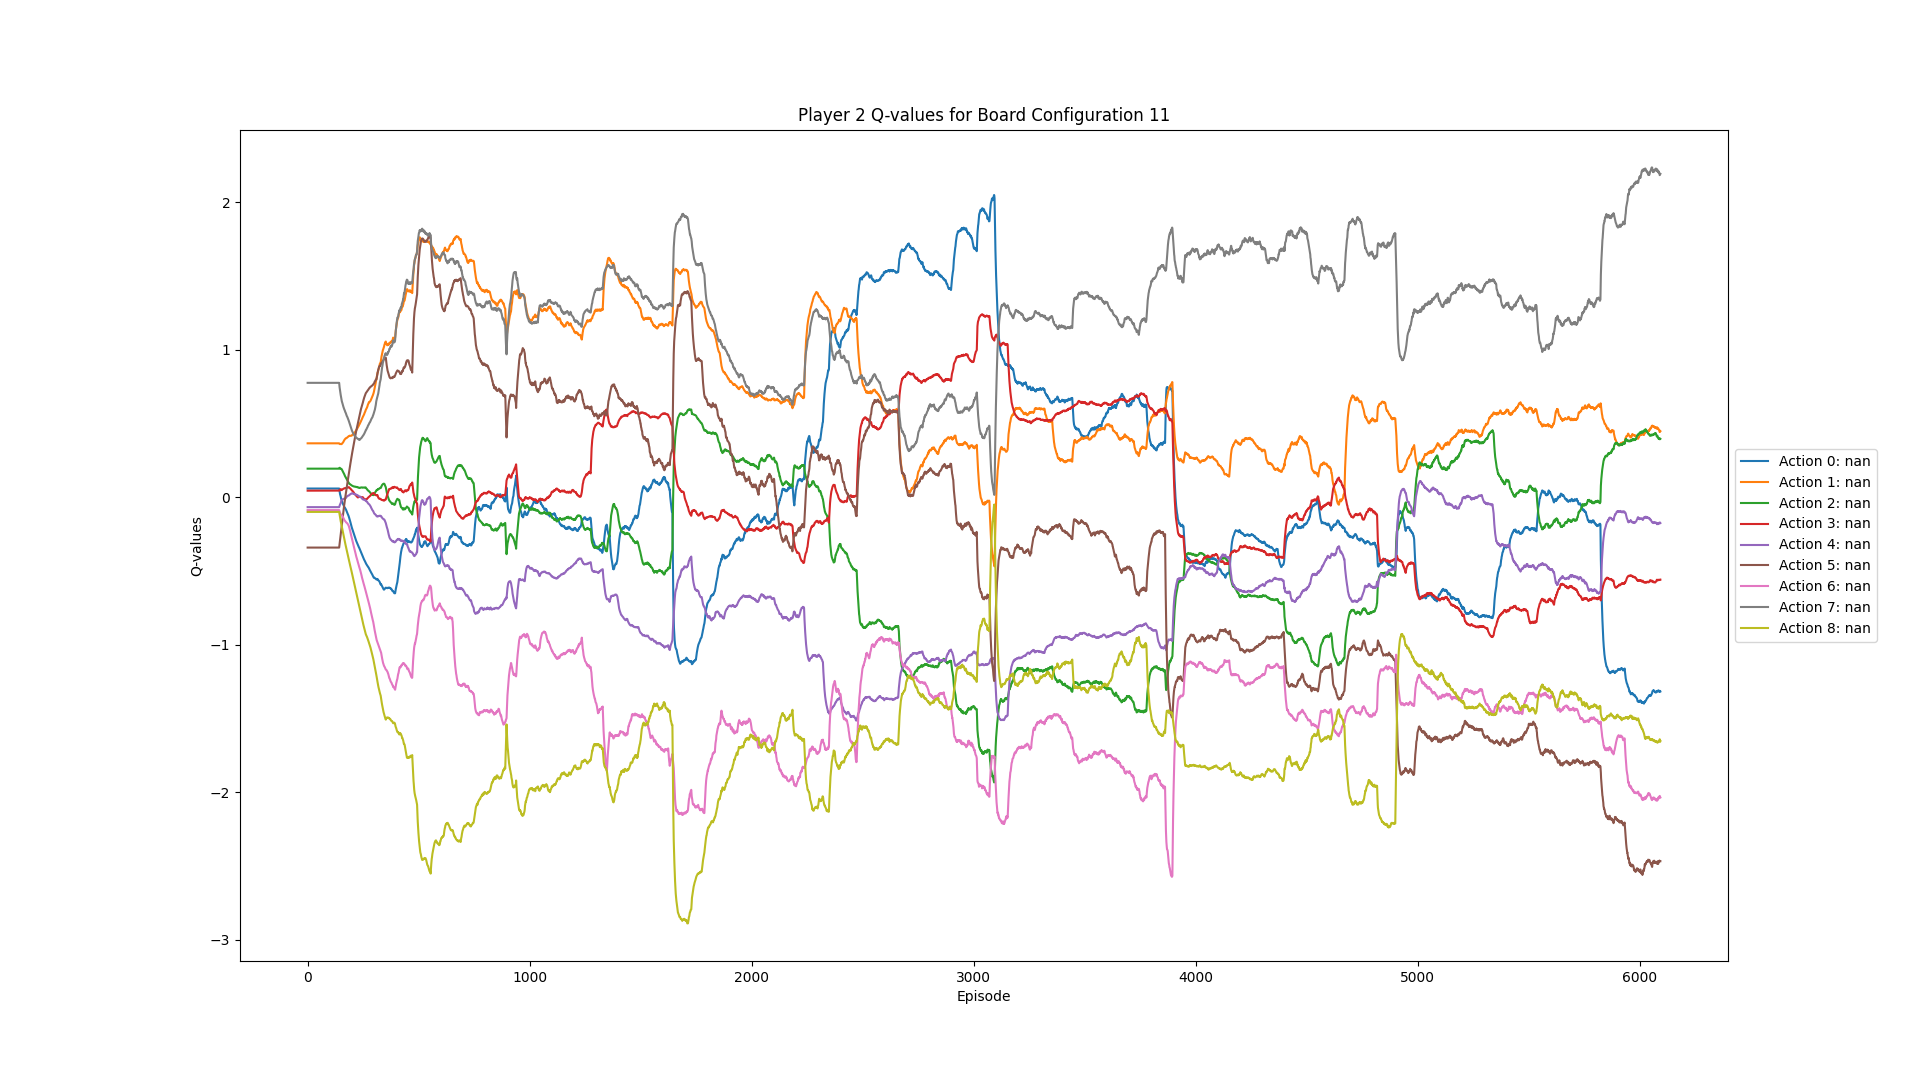 Player 2 Q-values for Board Configuration 11
2
1
0
−1
−2
−3
Q-values
0 1000 2000 3000 4000 5000 6000
Episode
Action 0: nan
Action 1: nan
Action 2: nan
Action 3: nan
Action 4: nan
Action 5: nan
Action 6: nan
Action 7: nan
Action 8: nan